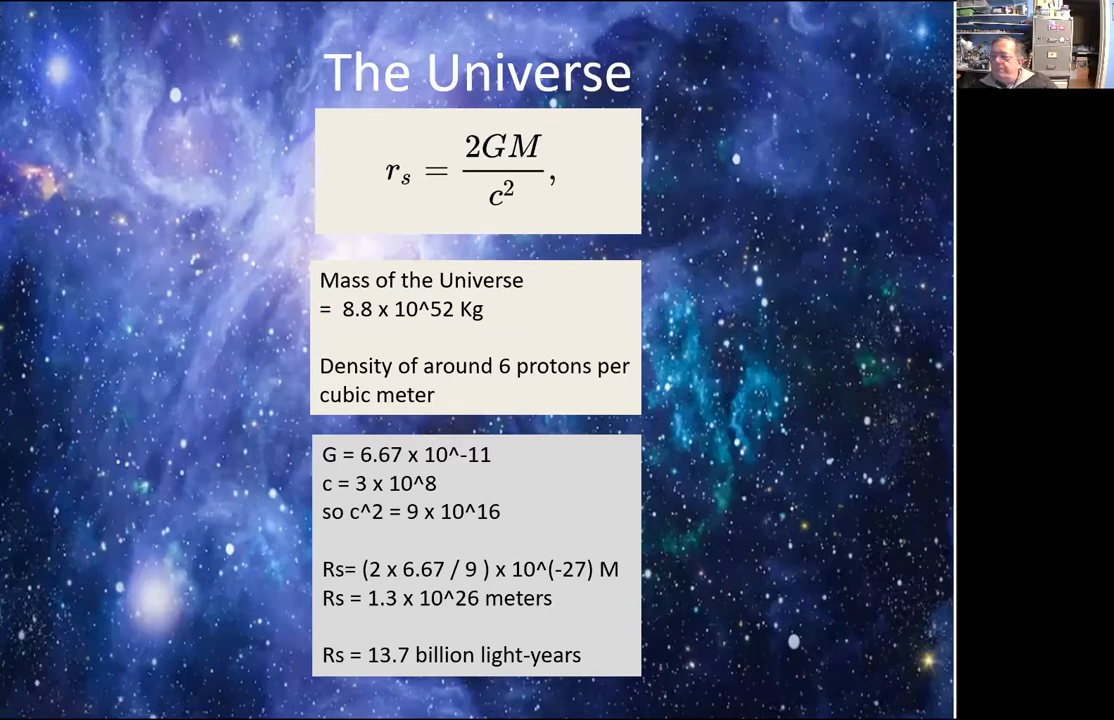 The Universe
r_s = 2GM / c^2,
Mass of the Universe
= 8.8 x 10^52 Kg
Density of around 6 protons per
cubic meter
G = 6.67 x 10^-11
c = 3 x 10^8
so c^2 = 9 x 10^16
Rs= (2 x 6.67 / 9 ) x 10^(-27) M
Rs = 1.3 x 10^26 meters
Rs = 13.7 billion light-years